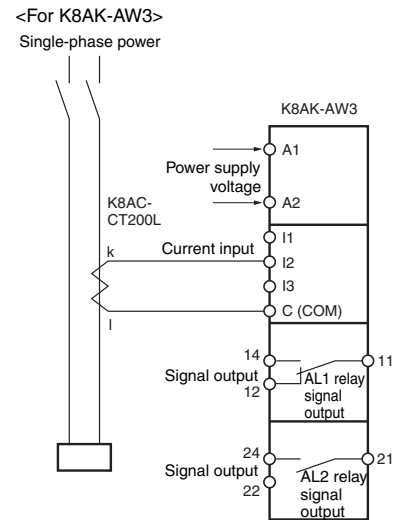 <For K8AK-AW3>
Single-phase power
K8AK-AW3
A1
Power supply
voltage
A2
K8AC-
CT200L
I1
k
Current input
I2
I3
C (COM)
l
14
11
Signal output
AL1 relay
12
signal
output
24
21
Signal output
AL2 relay
22
signal
output